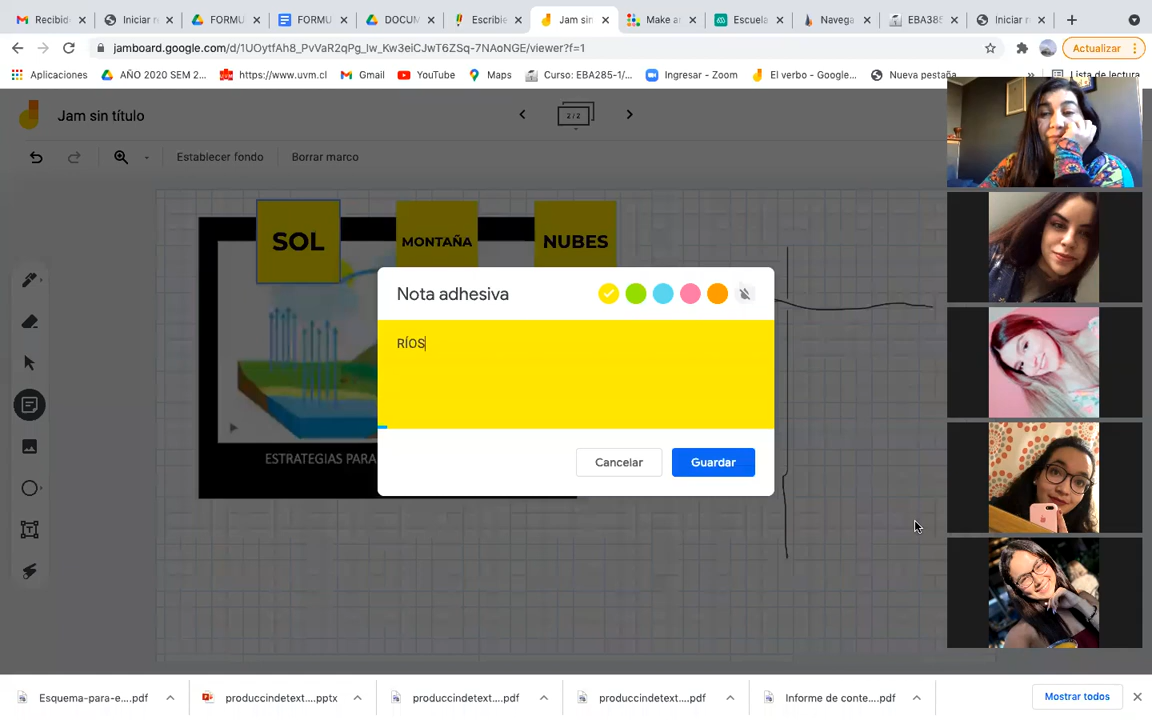 Recibid
Iniciar r
FORMU
FORMU
DOCUM
Escribie
Jam sin
Make a
Escuela
Navega
EBA385
Iniciar r
jamboard.google.com/d/1UOytfAh8_PvVaR2qPg_lw_Kw3eiCJwT6ZSq-7NAoNGE/viewer?f=1
Actualizar
Aplicaciones
AÑO 2020 SEM 2...
https://www.uvm.cl
Gmail
YouTube
Maps
Curso: EBA285-1/...
Ingresar - Zoom
El verbo - Google...
Nueva pestaña
»
Lista de lectura
Jam sin título
2/2
Establecer fondo
Borrar marco
SOL
MONTAÑA
NUBES
Nota adhesiva
RÍOS
ESTRATEGIAS PARA
Cancelar
Guardar
Esquema-para-e....pdf
produccindetext....pptx
produccindetext....pdf
produccindetext....pdf
Informe de conte....pdf
Mostrar todos